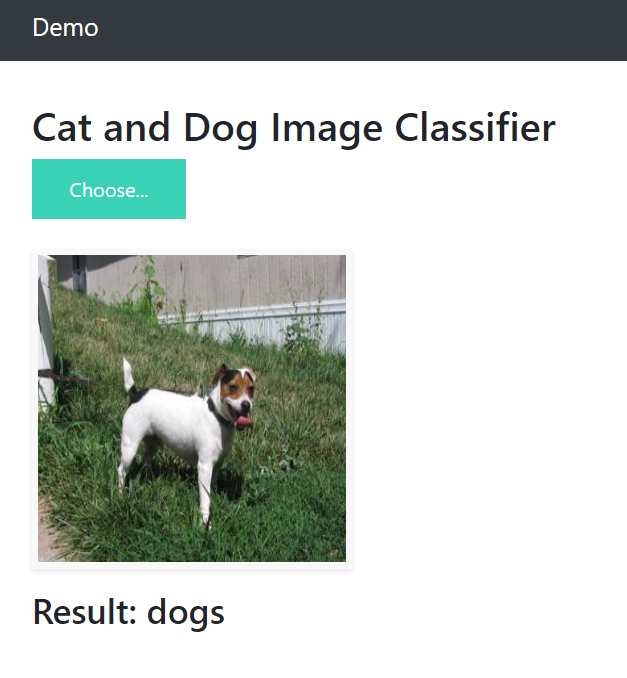 Demo
Cat and Dog Image Classifier
Choose...
Result: dogs